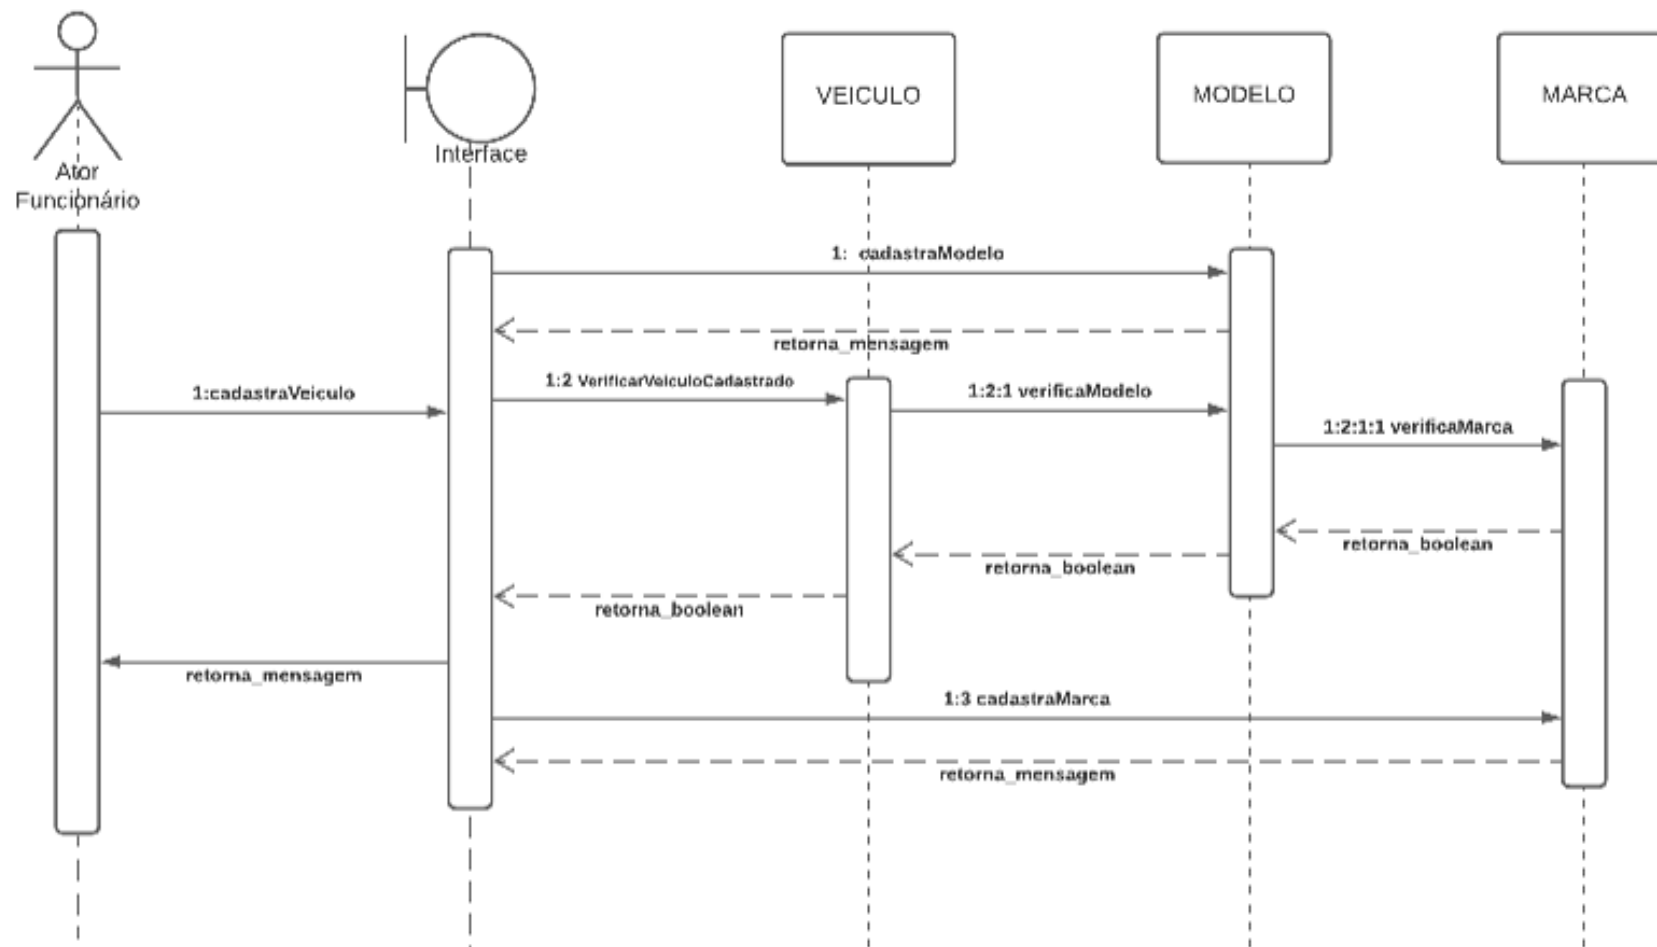 Ator
Funcionário
Interface
VEICULO
MODELO
MARCA
1: cadastraModelo
retorna_mensagem
1:cadastraVeiculo
1:2 VerificarVeiculoCadastrado
1:2:1 verificaModelo
1:2:1:1 verificaMarca
retorna_boolean
retorna_boolean
retorna_boolean
retorna_mensagem
1:3 cadastraMarca
retorna_mensagem